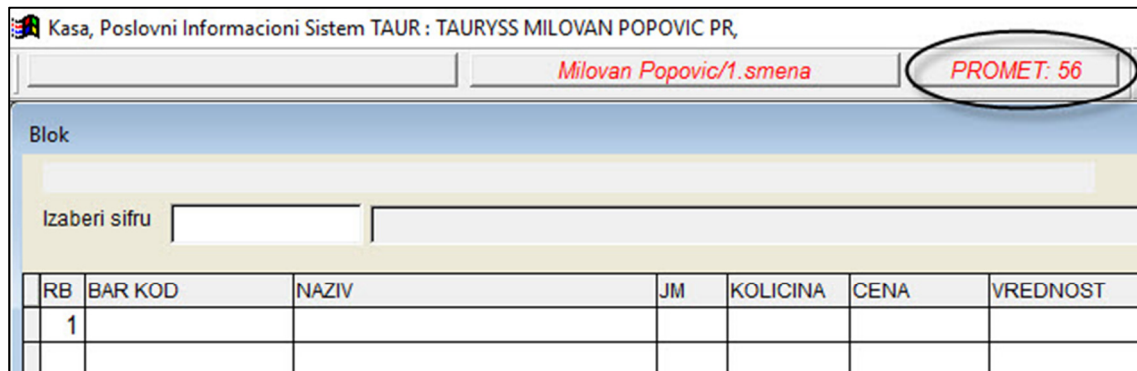 Kasa, Poslovni Informacioni Sistem TAUR : TAURYSS MILOVAN POPOVIC PR,
Milovan Popovic/1.smena PROMET: 56
Blok
Izaberi sifru
RB BAR KOD NAZIV JM KOLICINA CENA VREDNOST
1